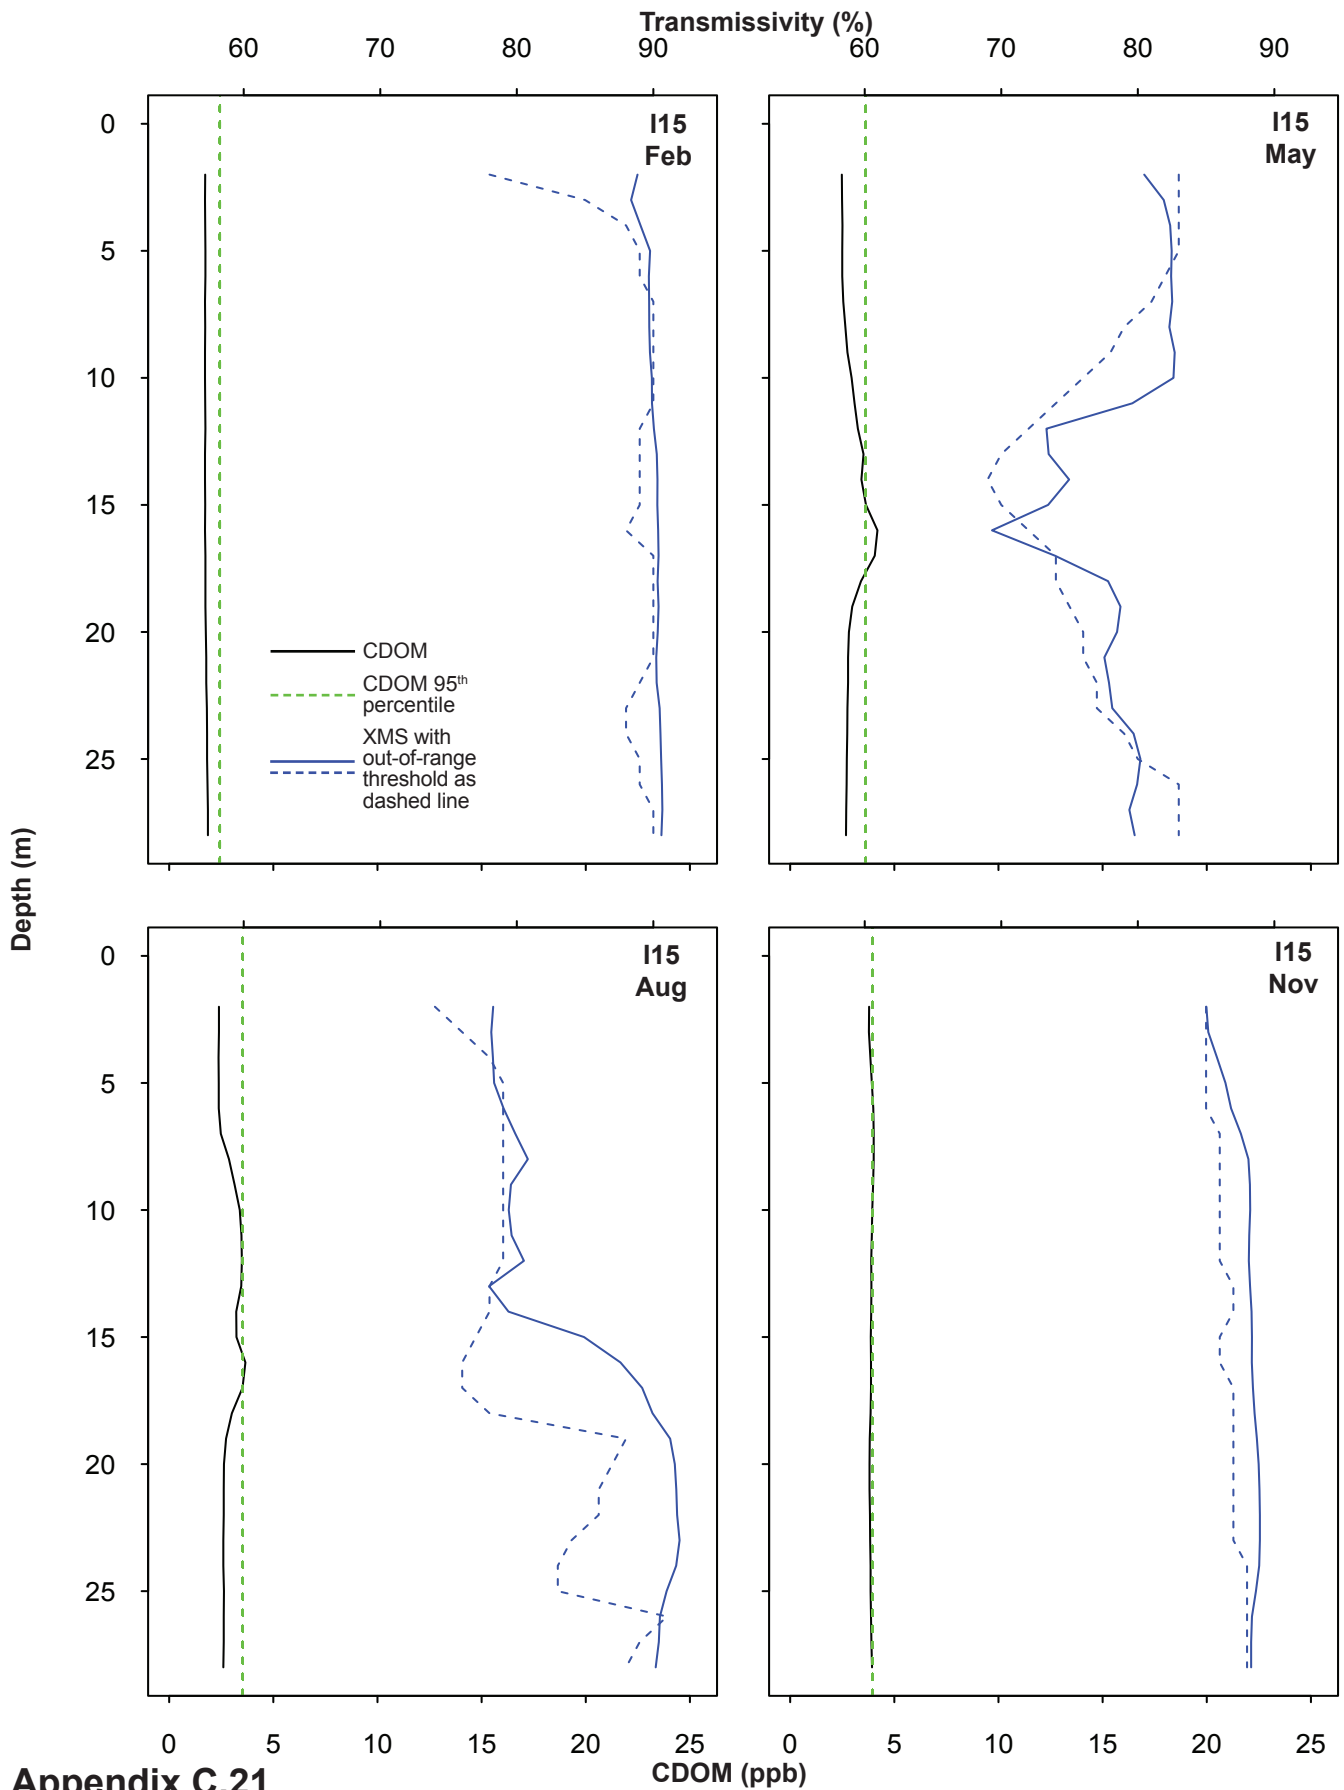 Transmissivity (%)
60 70 80 90 60 70 80 90
I15
Feb
I15
May
0
5
10
15
20
25
CDOM
CDOM 95th
percentile
XMS with
out-of-range
threshold as
dashed line
Depth (m)
I15
Aug
I15
Nov
0
5
10
15
20
25
0 5 10 15 20 25 0 5 10 15 20 25
CDOM (ppb)
Appendix C.21